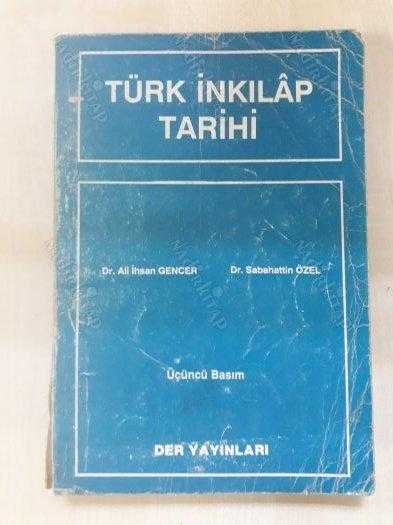 TÜRK İNKILÂP
TARİHİ
Dr. Ali İhsan GENCER Dr. Sabahattin ÖZEL
Üçüncü Basım
DER YAYINLARI